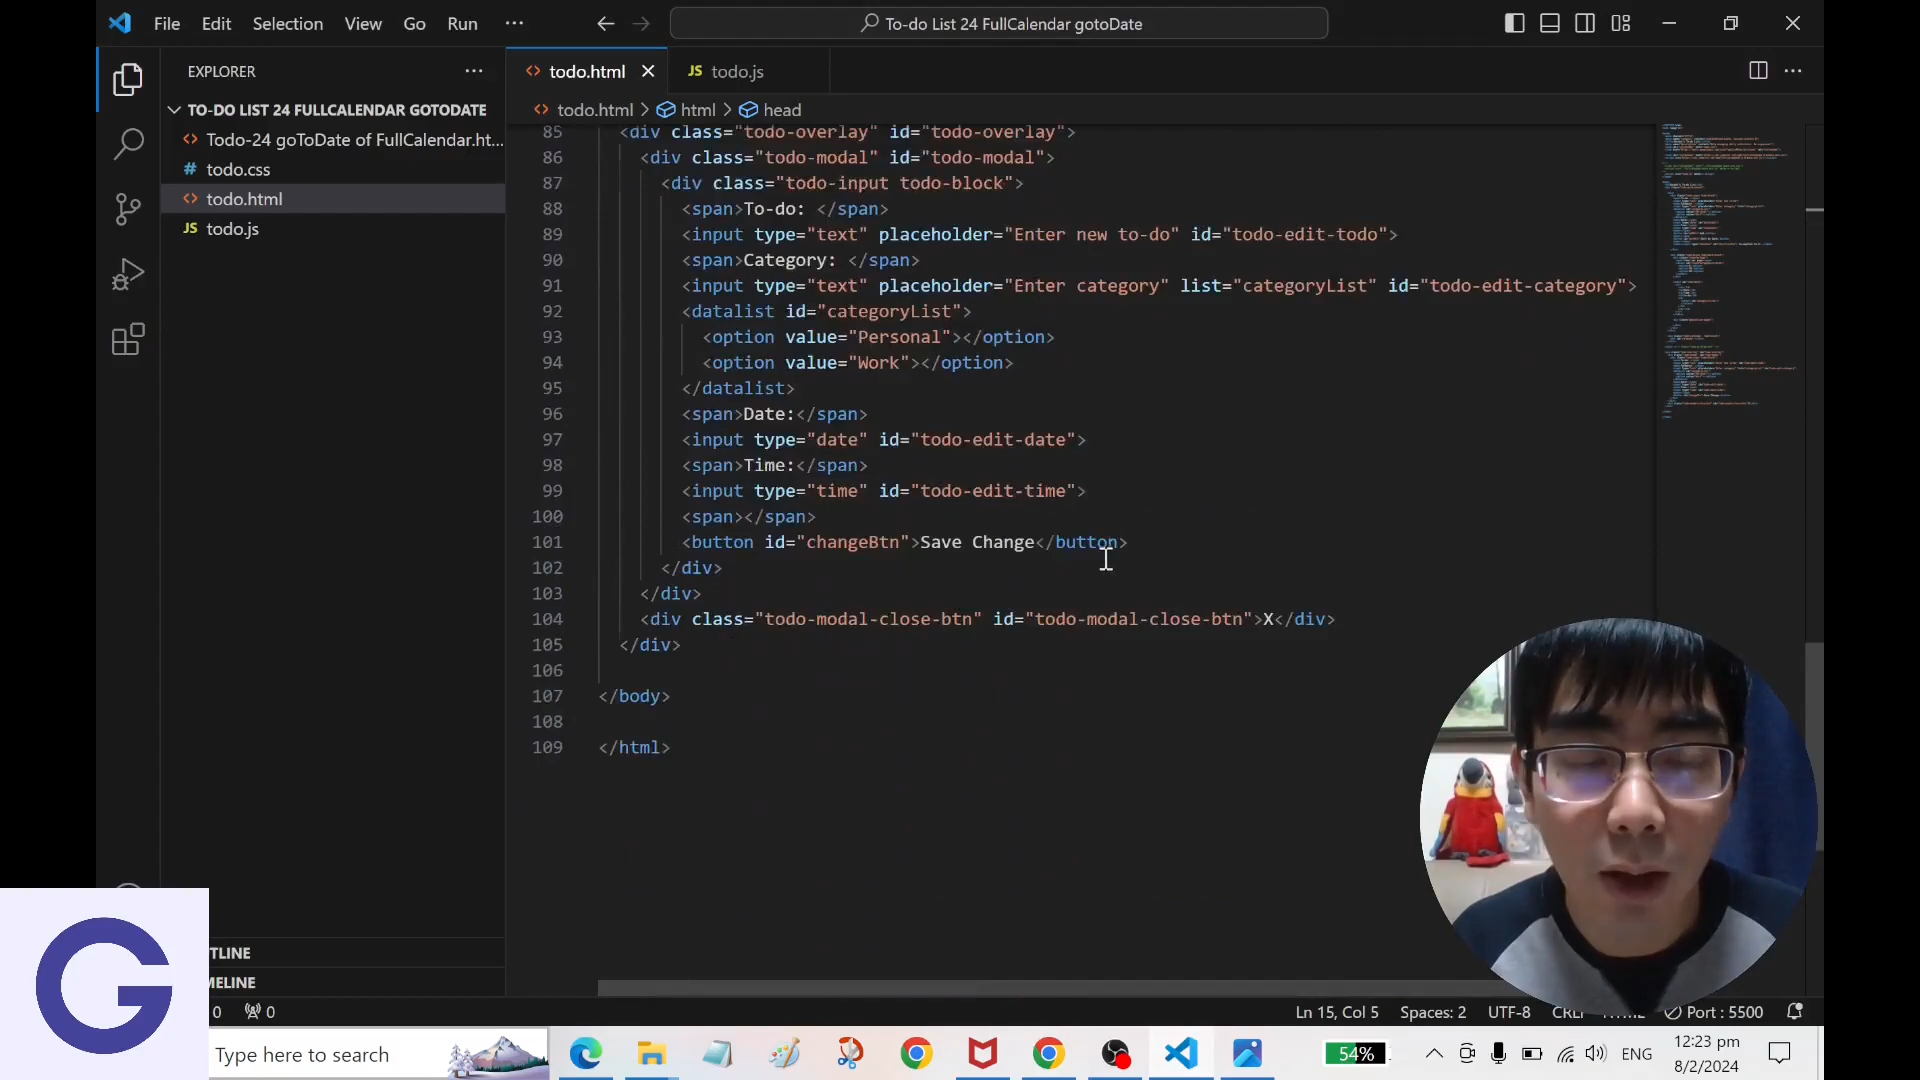 File Edit Selection View Go Run ···
To-do List 24 FullCalendar gotoDate
EXPLORER
TO-DO LIST 24 FULLCALENDAR GOTODATE
Todo-24 goToDate of FullCalendar.ht...
todo.css
todo.html
todo.js
TLINE
MELINE
todo.html
JS todo.js
todo.html > html > head
85 <div class="todo-overlay" id="todo-overlay">
86 <div class="todo-modal" id="todo-modal">
87 <div class="todo-input todo-block">
88 <span>To-do: </span>
89 <input type="text" placeholder="Enter new to-do" id="todo-edit-todo">
90 <span>Category: </span>
91 <input type="text" placeholder="Enter category" list="categoryList" id="todo-edit-category">
92 <datalist id="categoryList">
93 <option value="Personal"></option>
94 <option value="Work"></option>
95 </datalist>
96 <span>Date:</span>
97 <input type="date" id="todo-edit-date">
98 <span>Time:</span>
99 <input type="time" id="todo-edit-time">
100 <span></span>
101 <button id="changeBtn">Save Change</button>
102 </div>
103 </div>
104 <div class="todo-modal-close-btn" id="todo-modal-close-btn">X</div>
105 </div>
106
107 </body>
108
109 </html>
0 0
Ln 15, Col 5 Spaces: 2 UTF-8 CRLF HTML Port : 5500
G
Type here to search
54%
ENG
12:23 pm
8/2/2024